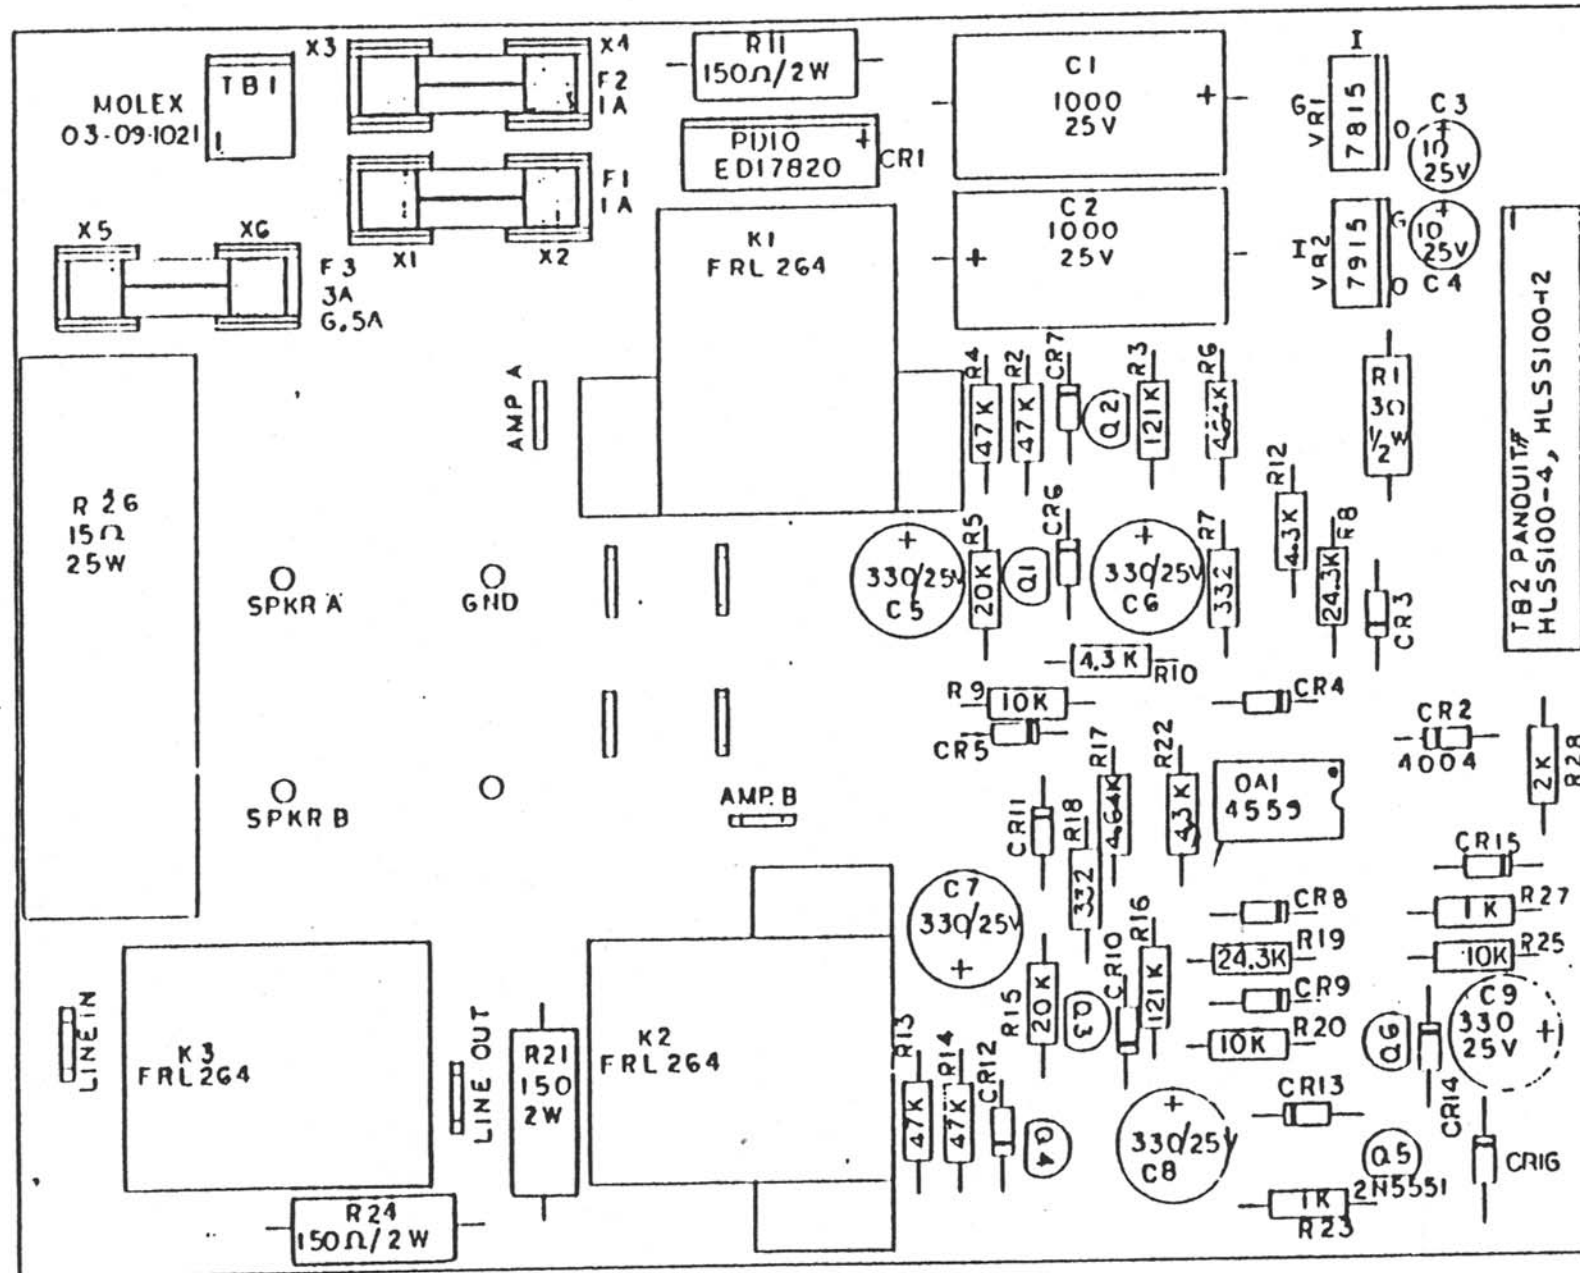 X3
X4
MOLEX
03-09-1021
TB1
1
F2
1A
R11
150Ω/2W
PD10
ED17820
+
CR1
C1
1000
25V
+
I
G
VR1
7815
O
C3
10
25V
+
F1
1A
X1
X2
X5
X6
F3
3A
G.5A
K1
FRL 264
C2
1000
25V
+
I
VR2
7915
G
O
+
10
25V
C4
TB2 PANDUIT#
HLSS100-4, HLSS100-12
R 26
15Ω
25W
AMP A
R4
47K
R2
47K
CR7
Q2
R3
121K
R6
R1
3Ω
1/2W
R12
4.3K
R8
24.3K
CR3
+
330/25V
C5
R5
20K
Q1
CR6
+
330/25V
C6
R7
332
SPKR A
GND
4.3K
R10
R9
10K
CR5
CR4
CR2
4004
2K
R28
SPKR B
AMP. B
CR11
R18
332
R17
4.64K
R22
4.3K
OA1
4559
CR15
C7
330/25V
+
CR8
1K
R27
24.3K
R19
10K
R25
R15
20K
Q3
CR10
R16
121K
CR9
10K
R20
Q6
C9
330
25V
+
CR14
LINE IN
K3
FRL264
LINE OUT
R21
150
2W
K2
FRL 264
R13
47K
R14
47K
CR12
Q4
+
330/25V
C8
CR13
Q5
2N5551
CR16
1K
R23
R24
150Ω/2W